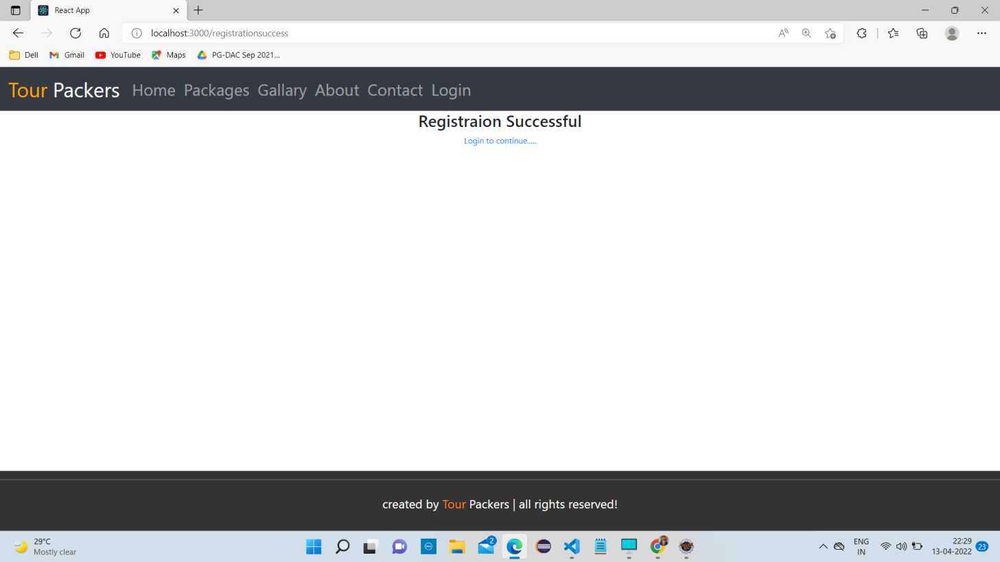 React App
localhost:3000/registrationsuccess
Dell Gmail YouTube Maps PG-DAC Sep 2021...
Tour Packers Home Packages Gallary About Contact Login
Registraion Successful
Login to continue.....
created by Tour Packers | all rights reserved!
29°C
Mostly clear
2
ENG
IN
22:29
13-04-2022
23